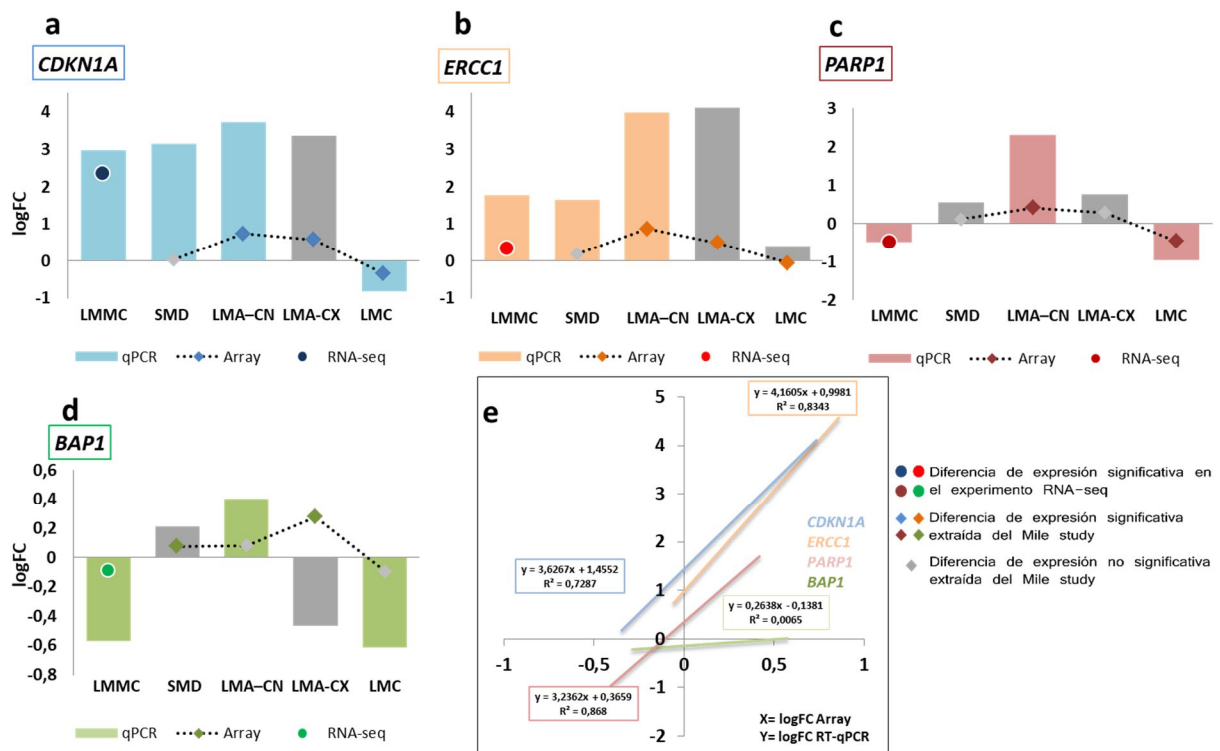 a
CDKN1A
logFC
4
3
2
1
0
-1
LMMC SMD LMA–CN LMA-CX LMC
qPCR Array RNA-seq
b
ERCC1
4
3
2
1
0
-1
LMMC SMD LMA–CN LMA-CX LMC
qPCR Array RNA-seq
c
PARP1
3
2
1
0
-1
-2
LMMC SMD LMA–CN LMA-CX LMC
qPCR Array RNA-seq
d
BAP1
logFC
0,6
0,4
0,2
0
-0,2
-0,4
-0,6
-0,8
LMMC SMD LMA–CN LMA-CX LMC
qPCR Array RNA-seq
e
5
4
3
2
1
0
-1
-2
-1 -0,5 0 0,5 1
y = 4,1605x + 0,9981
R² = 0,8343
CDKN1A
ERCC1
PARP1
BAP1
y = 3,6267x + 1,4552
R² = 0,7287
y = 0,2638x - 0,1381
R² = 0,0065
y = 3,2362x + 0,3659
R² = 0,868
X= logFC Array
Y= logFC RT-qPCR
Diferencia de expresión significativa en
el experimento RNA–seq
Diferencia de expresión significativa
extraída del Mile study
Diferencia de expresión no significativa
extraída del Mile study